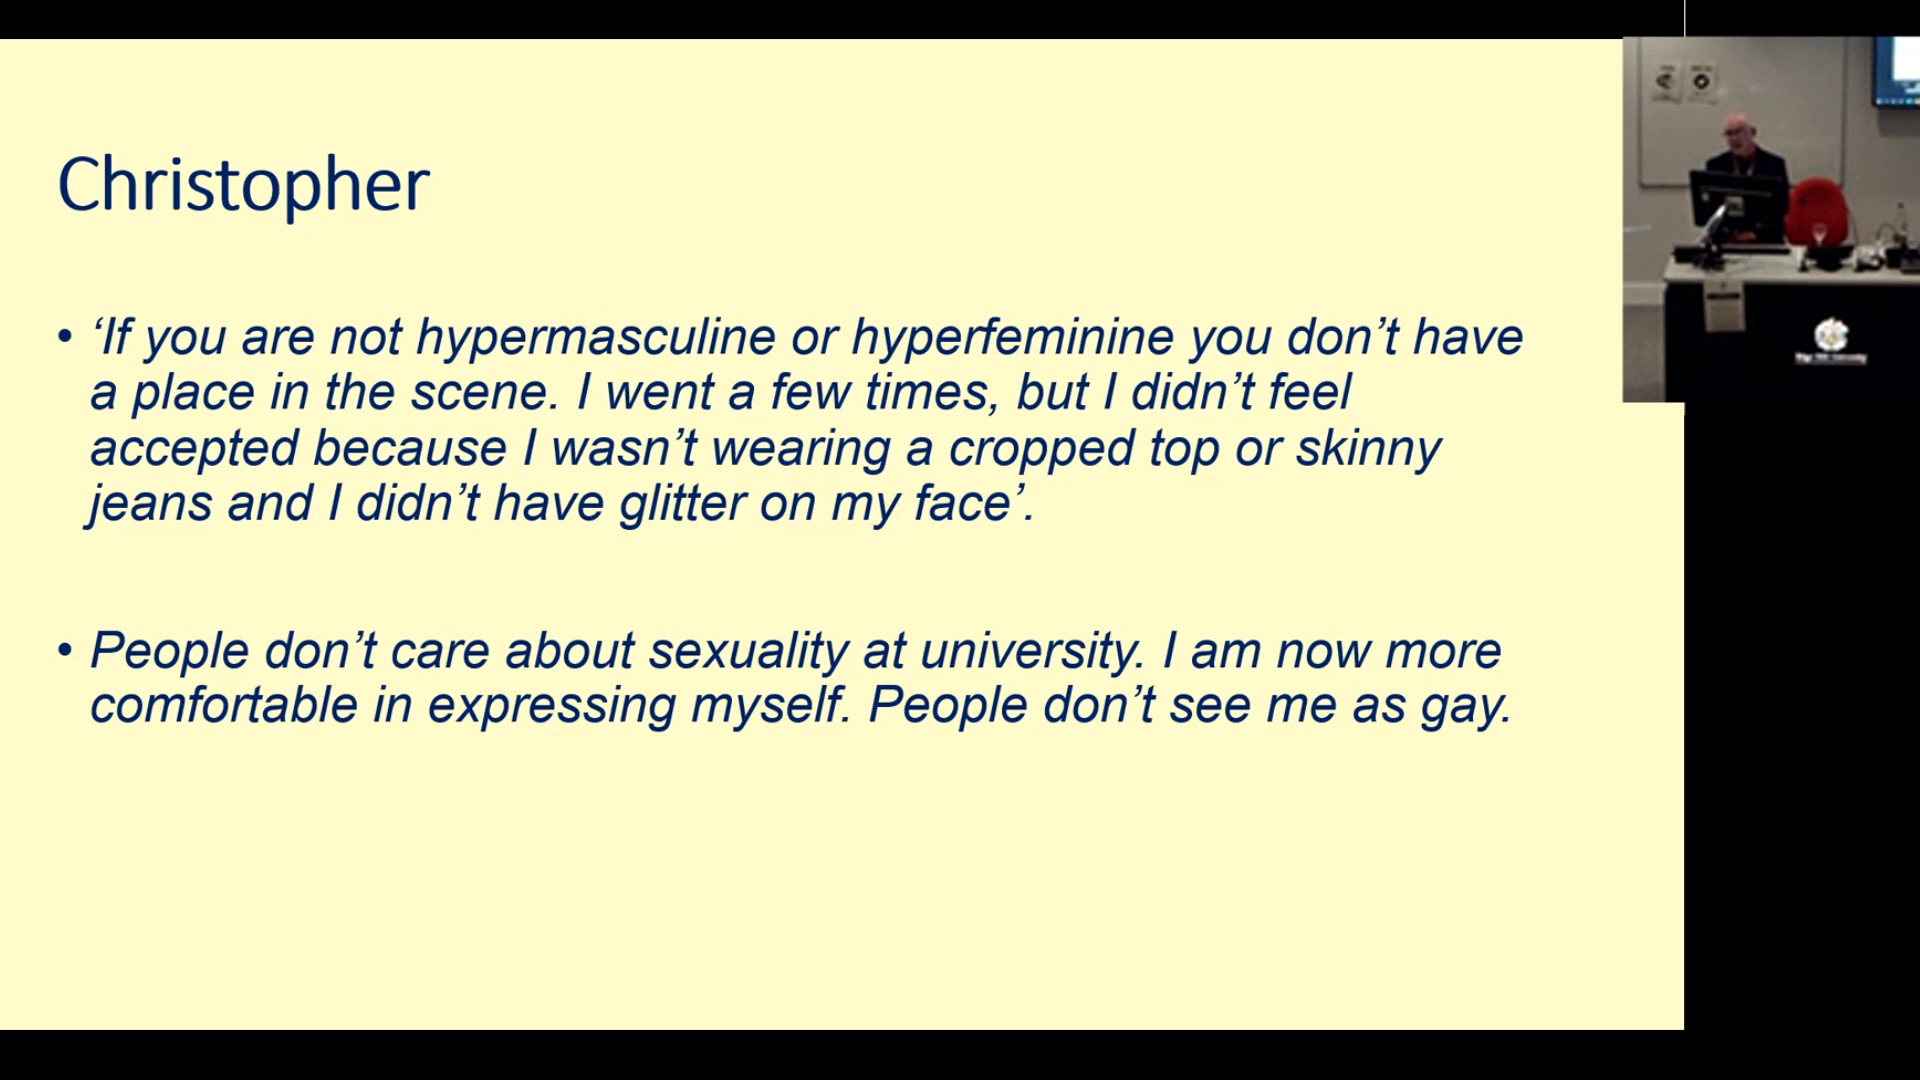 Christopher
• ‘If you are not hypermasculine or hyperfeminine you don’t have
a place in the scene. I went a few times, but I didn’t feel
accepted because I wasn’t wearing a cropped top or skinny
jeans and I didn’t have glitter on my face’.
• People don’t care about sexuality at university. I am now more
comfortable in expressing myself. People don’t see me as gay.